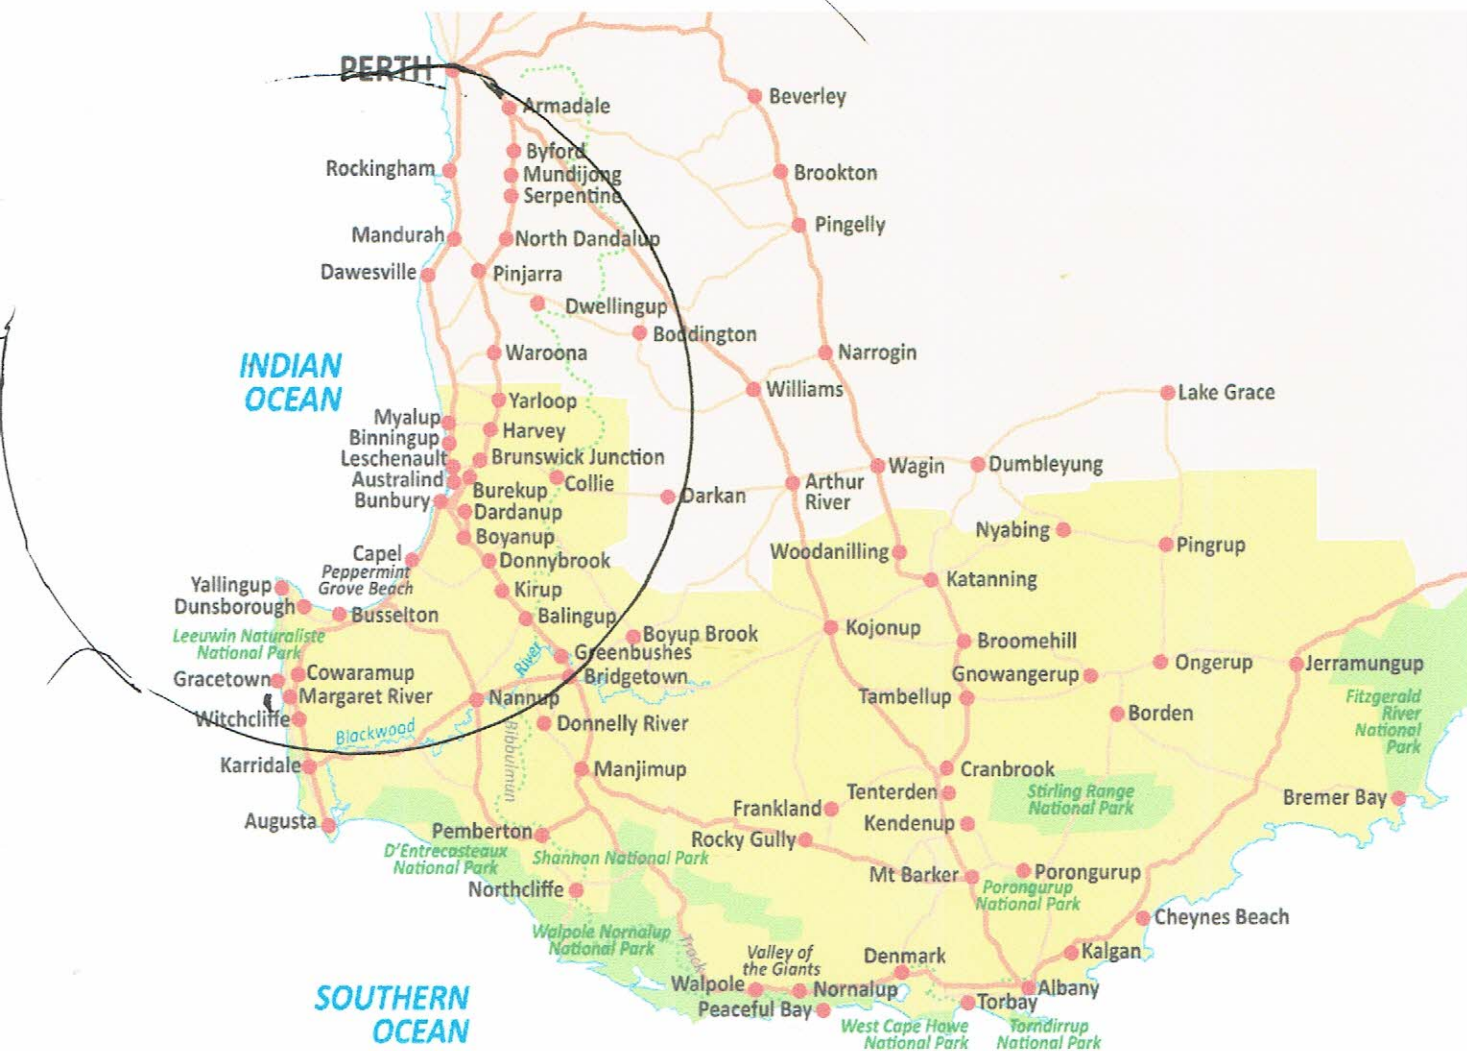 PERTH
Armadale
Beverley
Byford
Rockingham
Mundijong
Brookton
Serpentine
Pingelly
Mandurah
North Dandalup
Dawesville
Pinjarra
Dwellingup
Boddington
INDIAN
OCEAN
Waroona
Narrogin
Williams
Lake Grace
Yarloop
Myalup
Harvey
Binningup
Leschenault
Brunswick Junction
Wagin
Dumbleyung
Australind
Burekup
Collie
Arthur
River
Bunbury
Darkan
Dardanup
Nyabing
Boyanup
Pingrup
Capel
Donnybrook
Woodanilling
Peppermint
Grove Beach
Katanning
Yallingup
Kirup
Dunsborough
Busselton
Balingup
Leeuwin Naturaliste
National Park
Boyup Brook
Kojonup
Broomehill
River
Greenbushes
Ongerup
Jerramungup
Gracetown
Cowaramup
Bridgetown
Gnowangerup
Margaret River
Nannup
Tambellup
Fitzgerald
River
National
Park
Witchcliffe
Blackwood
Donnelly River
Borden
Bibbulmun
Karridale
Manjimup
Cranbrook
Tenterden
Stirling Range
National Park
Bremer Bay
Augusta
Frankland
Kendenup
Pemberton
Rocky Gully
D'Entrecasteaux
National Park
Shannon National Park
Mt Barker
Porongurup
Porongurup
National Park
Northcliffe
Cheynes Beach
Walpole Nornalup
National Park
Track
Valley of
the Giants
Denmark
Kalgan
Walpole
Nornalup
Albany
SOUTHERN
OCEAN
Peaceful Bay
Torbay
West Cape Howe
National Park
Torndirrup
National Park